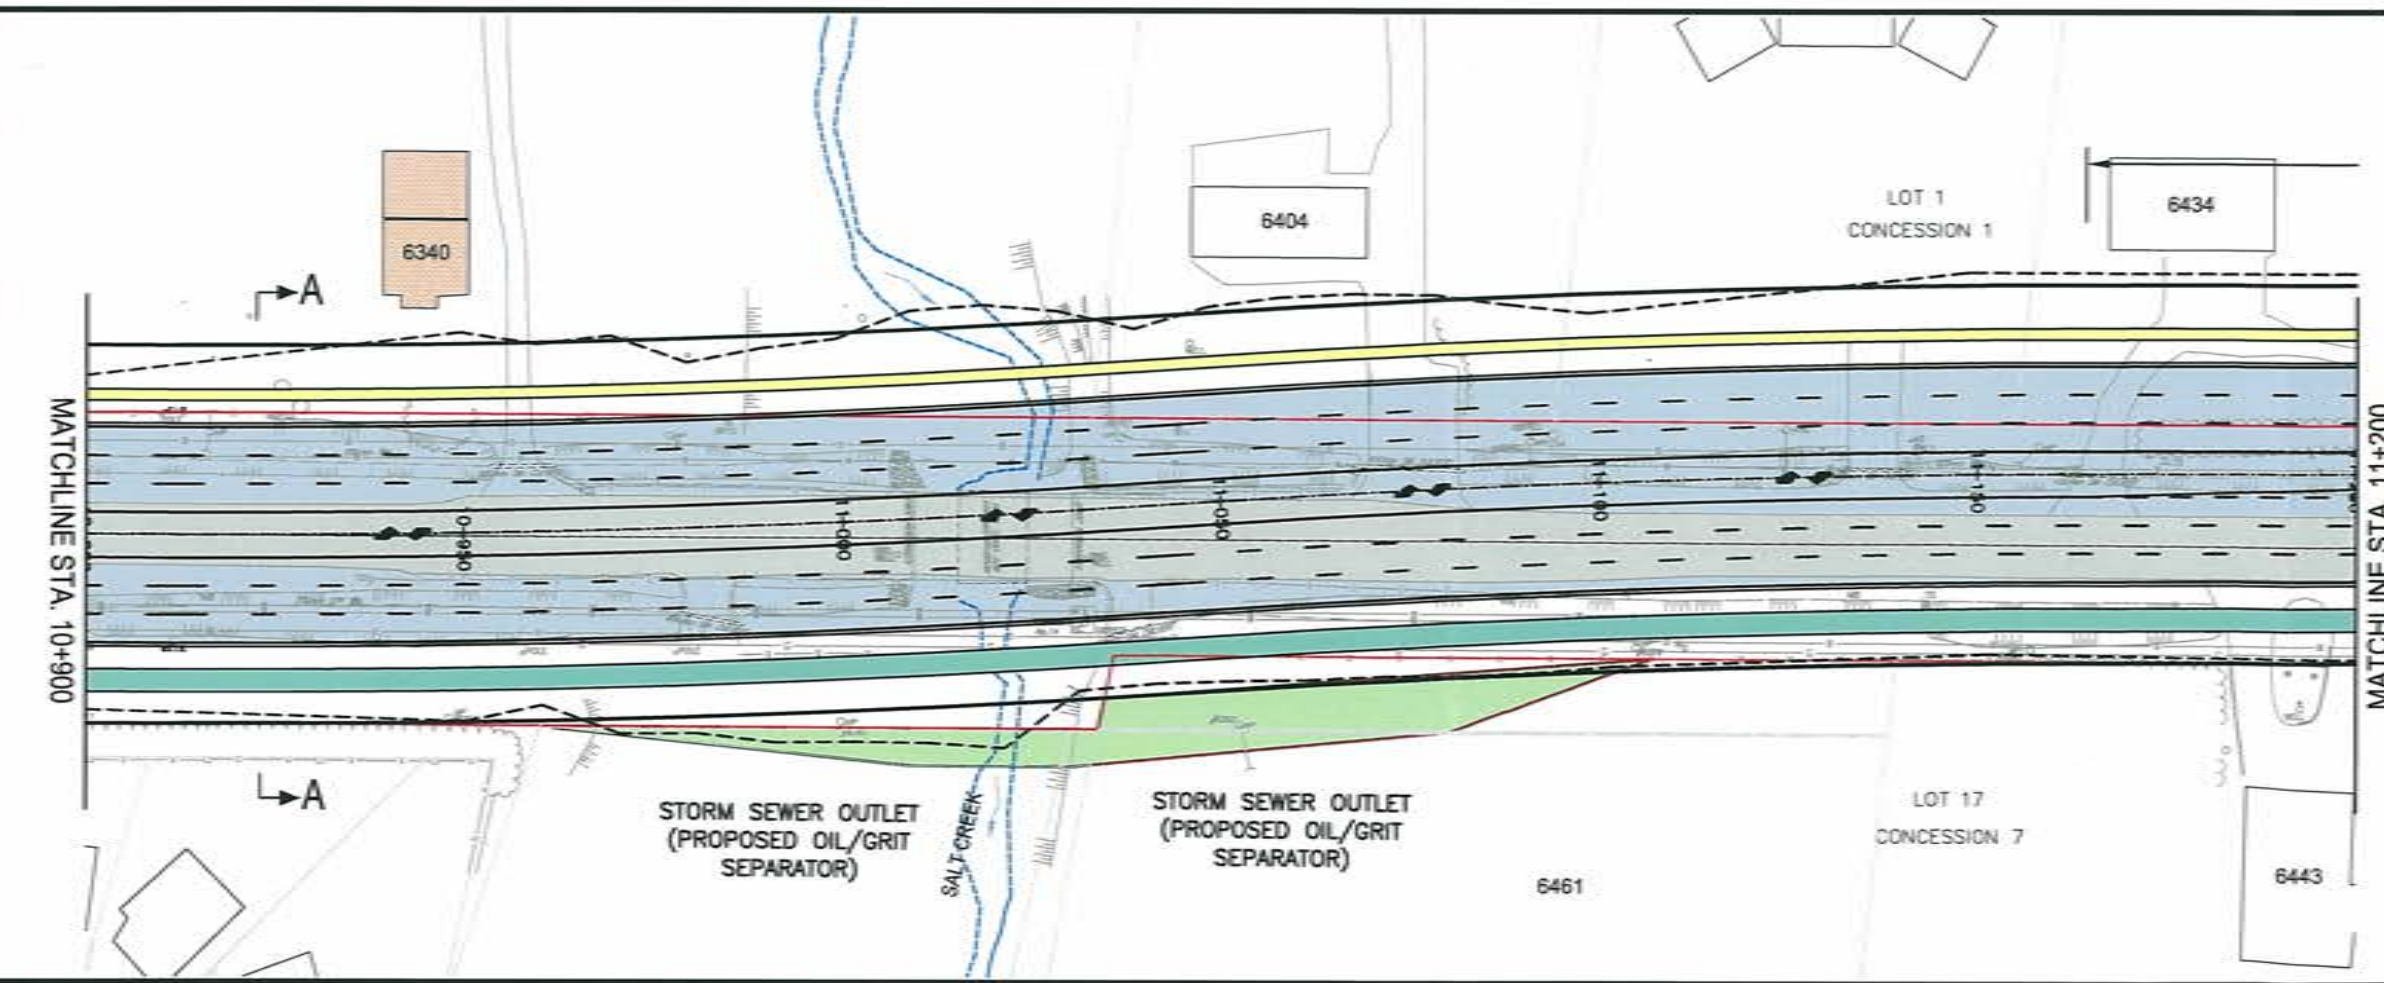 6340
A
6404
LOT 1
CONCESSION 1
6434
MATCHLINE STA. 10+900
11+000
11+050
11+100
11+150
MATCHLINE STA. 11+200
A
STORM SEWER OUTLET
(PROPOSED OIL/GRIT
SEPARATOR)
SALT CREEK
STORM SEWER OUTLET
(PROPOSED OIL/GRIT
SEPARATOR)
6461
LOT 17
CONCESSION 7
6443